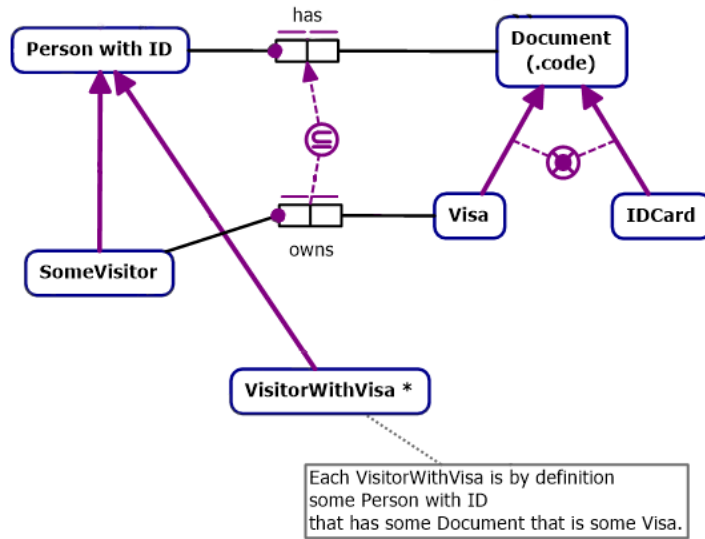 has
Person with ID
Document
(.code)
Visa
IDCard
SomeVisitor
owns
VisitorWithVisa *
Each VisitorWithVisa is by definition
some Person with ID
that has some Document that is some Visa.